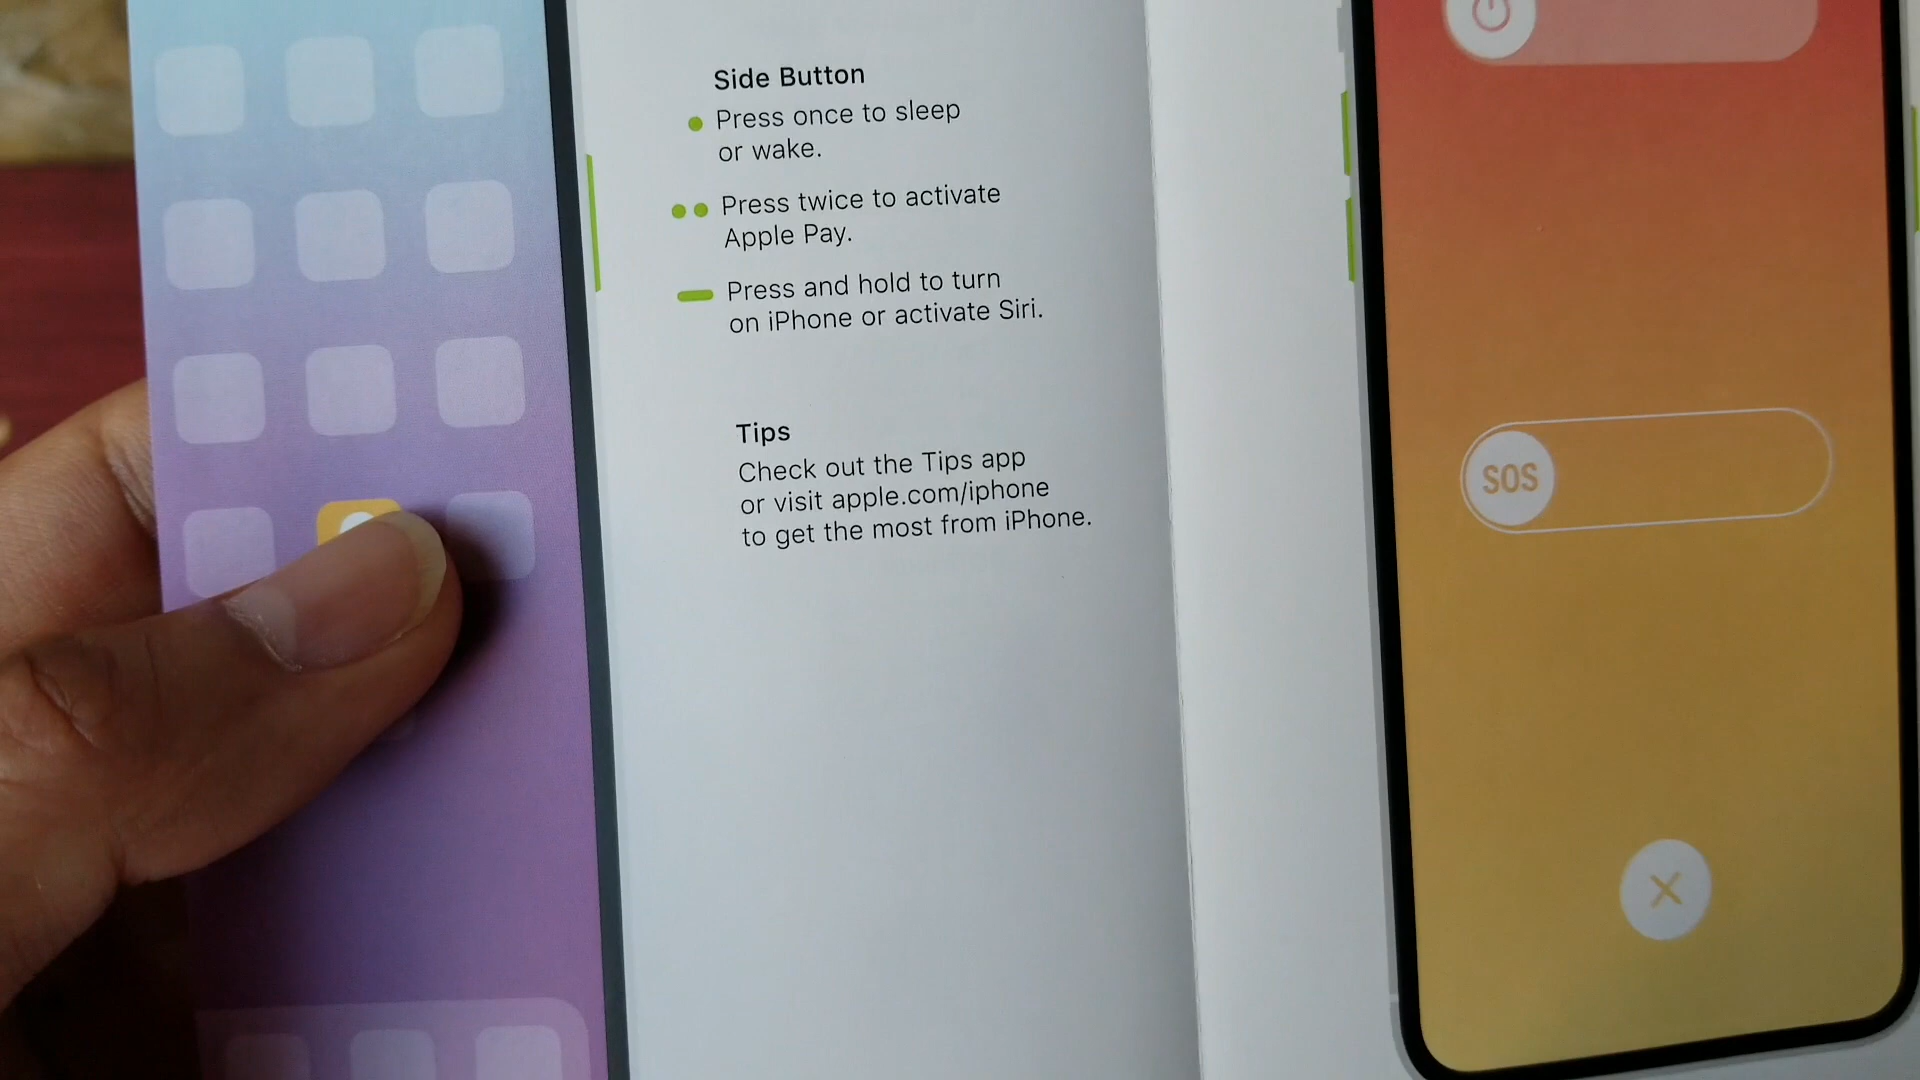 Side Button
Press once to sleep
or wake.
Press twice to activate
Apple Pay.
Press and hold to turn
on iPhone or activate Siri.
Tips
Check out the Tips app
or visit apple.com/iphone
to get the most from iPhone.
SOS